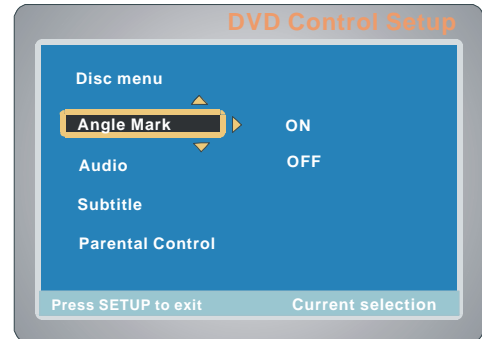 DVD Control Setup
Disc menu
Angle Mark ON
Audio OFF
Subtitle
Parental Control
Press SETUP to exit Current selection